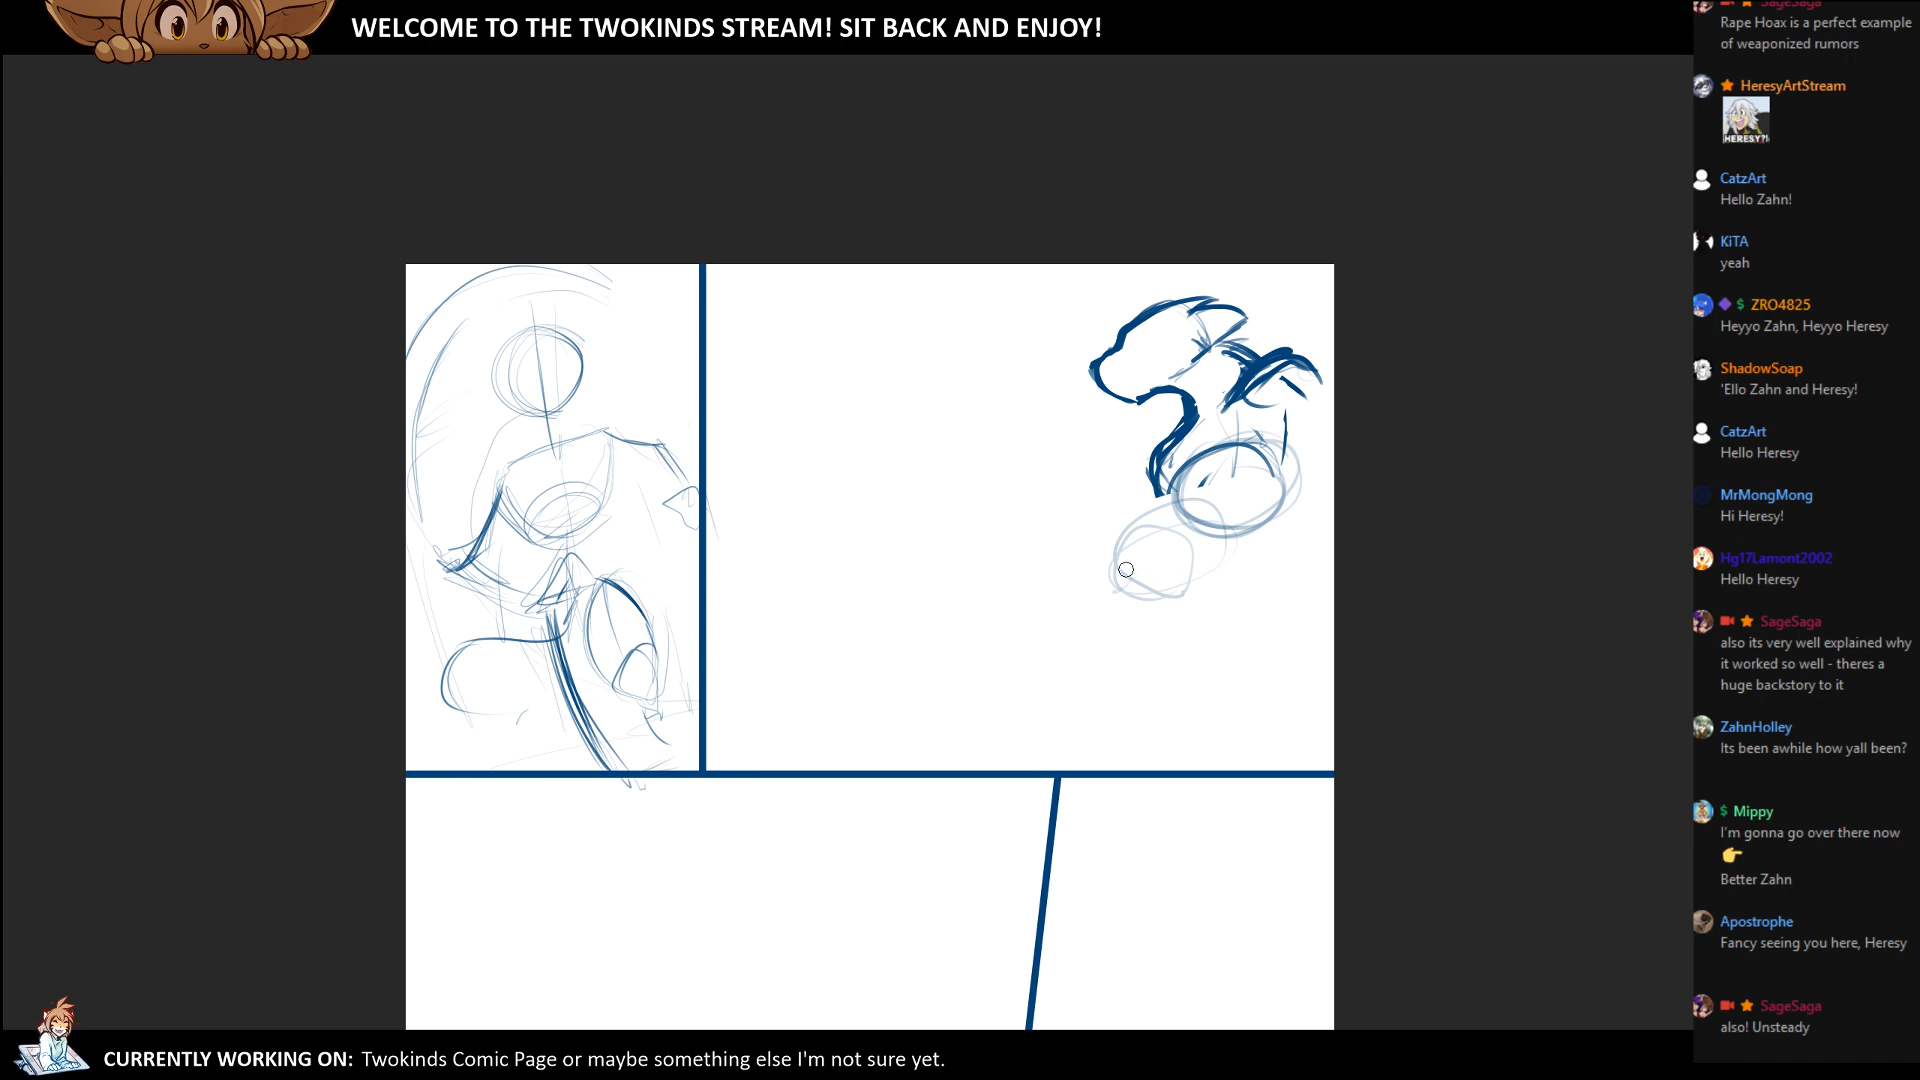 WELCOME TO THE TWOKINDS STREAM! SIT BACK AND ENJOY!
SageSaga
Rape Hoax is a perfect example
of weaponized rumors
HeresyArtStream
HERESY?!
CatzArt
Hello Zahn!
KiTA
yeah
$ ZRO4825
Heyyo Zahn, Heyyo Heresy
ShadowSoap
'Ello Zahn and Heresy!
CatzArt
Hello Heresy
MrMongMong
Hi Heresy!
Hg17Lamont2002
Hello Heresy
SageSaga
also its very well explained why
it worked so well - theres a
huge backstory to it
ZahnHolley
Its been awhile how yall been?
$ Mippy
I'm gonna go over there now
👉
Better Zahn
Apostrophe
Fancy seeing you here, Heresy
SageSaga
also! Unsteady
CURRENTLY WORKING ON: Twokinds Comic Page or maybe something else I'm not sure yet.